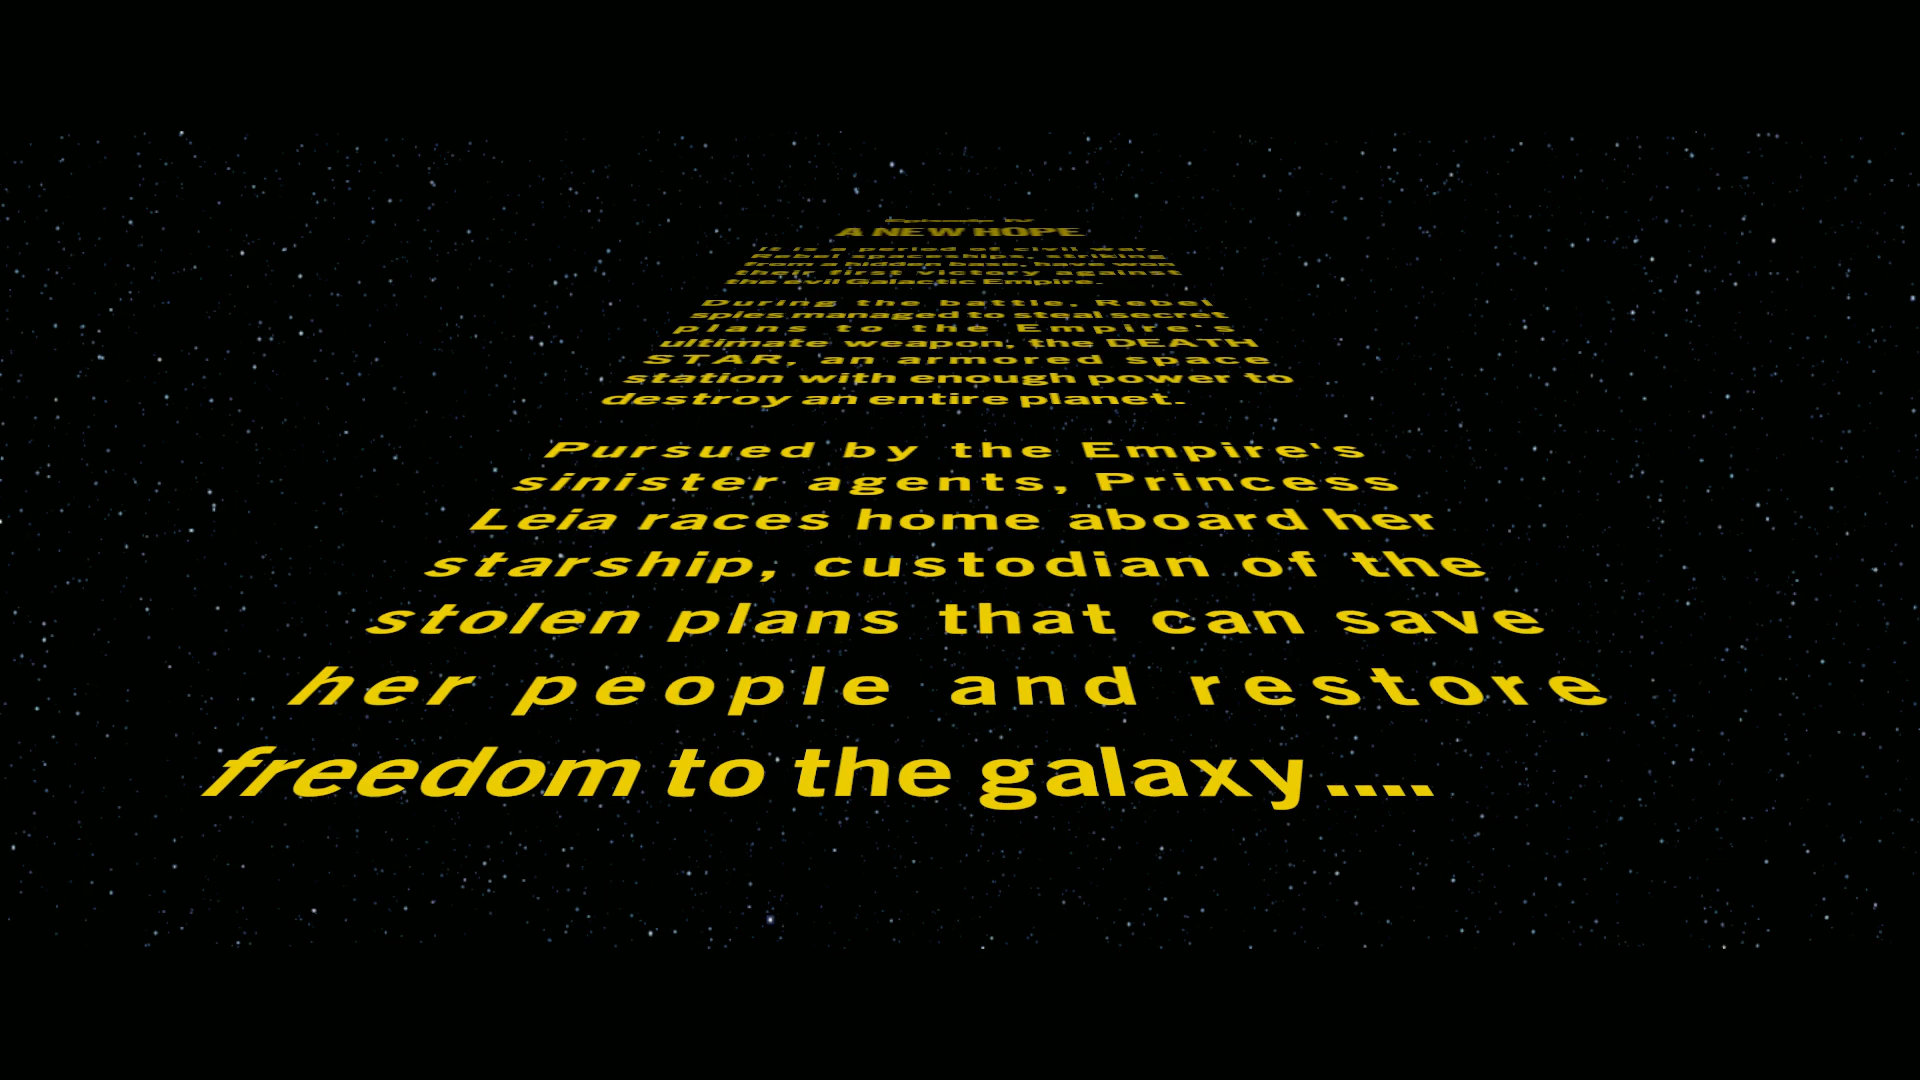 Episode IV
A NEW HOPE
It is a period of civil war.
Rebel spaceships, striking
from a hidden base, have won
their first victory against
the evil Galactic Empire.
During the battle, Rebel
spies managed to steal secret
plans to the Empire's
ultimate weapon, the DEATH
STAR, an armored space
station with enough power to
destroy an entire planet.
Pursued by the Empire's
sinister agents, Princess
Leia races home aboard her
starship, custodian of the
stolen plans that can save
her people and restore
freedom to the galaxy....